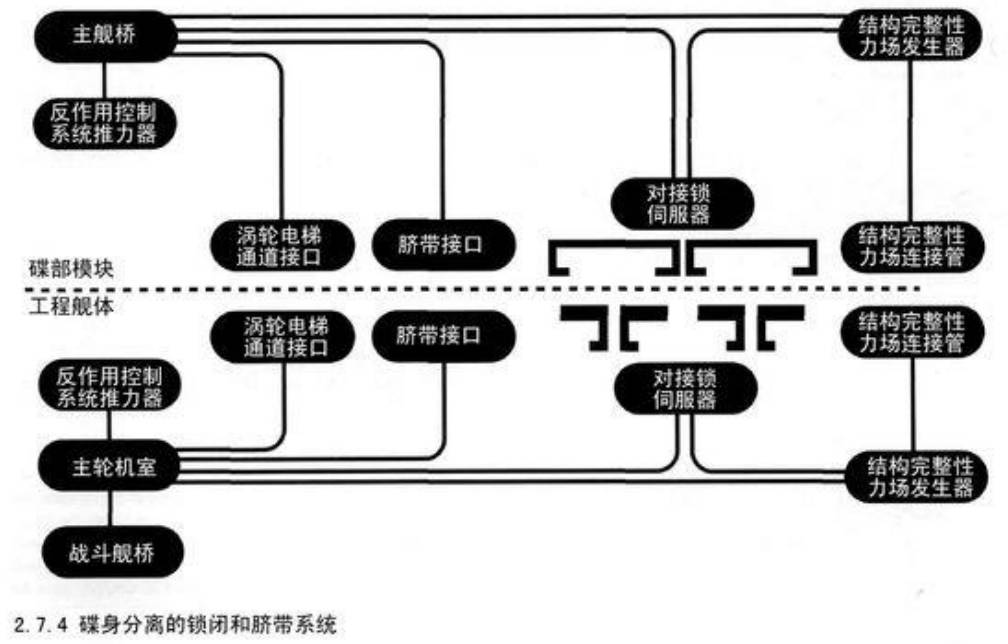 主舰桥
结构完整性
力场发生器
反作用控制
系统推力器
对接锁
伺服器
涡轮电梯
通道接口
脐带接口
结构完整性
力场连接管
碟部模块
工程舰体
涡轮电梯
通道接口
脐带接口
结构完整性
力场连接管
反作用控制
系统推力器
对接锁
伺服器
主轮机室
结构完整性
力场发生器
战斗舰桥
2.7.4 碟身分离的锁闭和脐带系统